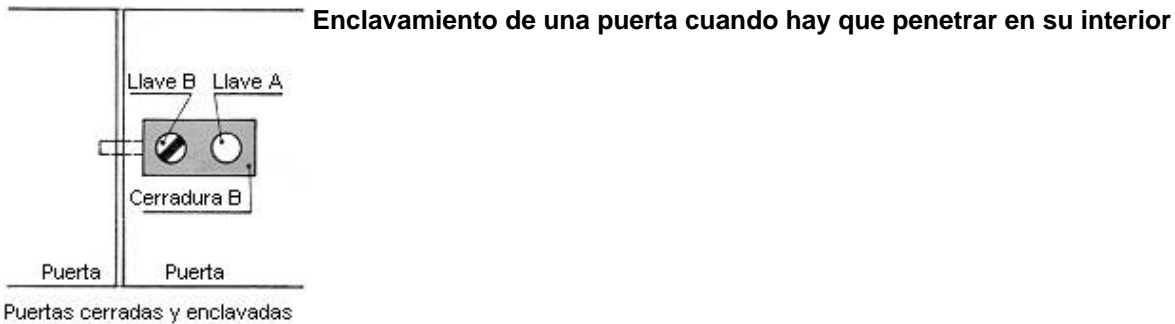 Enclavamiento de una puerta cuando hay que penetrar en su interior
Llave B Llave A
Cerradura B
Puerta Puerta
Puertas cerradas y enclavadas